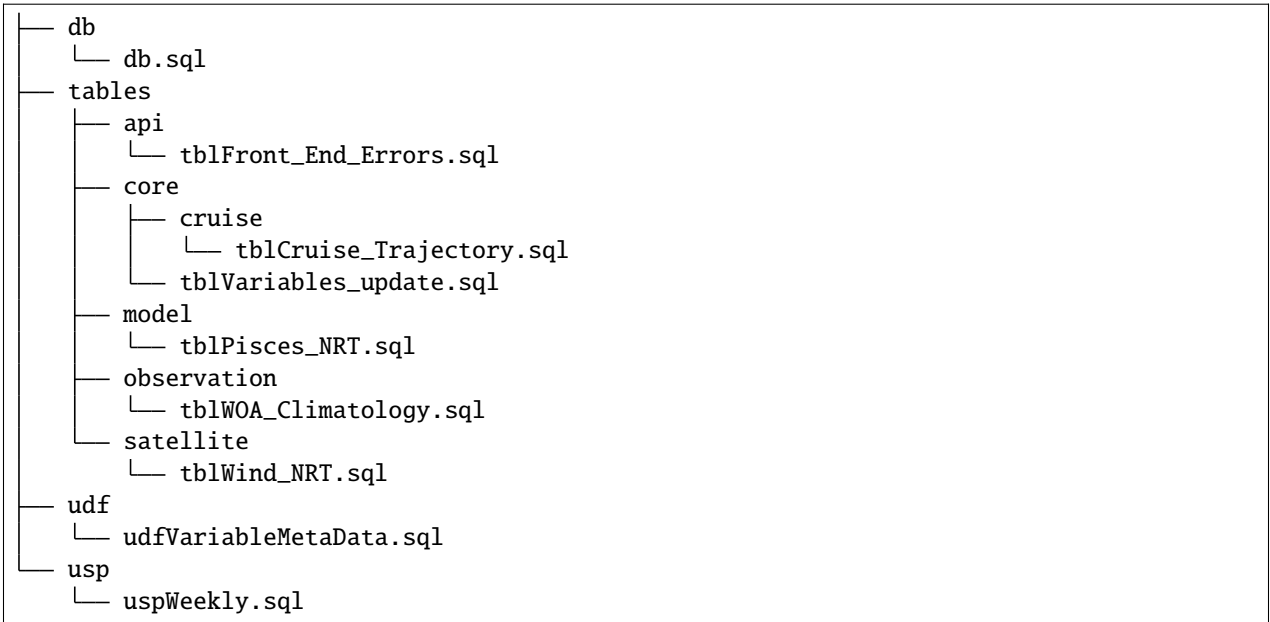 ├── db
│   └── db.sql
├── tables
│   ├── api
│   │   └── tblFront_End_Errors.sql
│   ├── core
│   │   ├── cruise
│   │   │   └── tblCruise_Trajectory.sql
│   │   └── tblVariables_update.sql
│   ├── model
│   │   └── tblPisces_NRT.sql
│   ├── observation
│   │   └── tblWOA_Climatology.sql
│   └── satellite
│       └── tblWind_NRT.sql
├── udf
│   └── udfVariableMetaData.sql
└── usp
    └── uspWeekly.sql